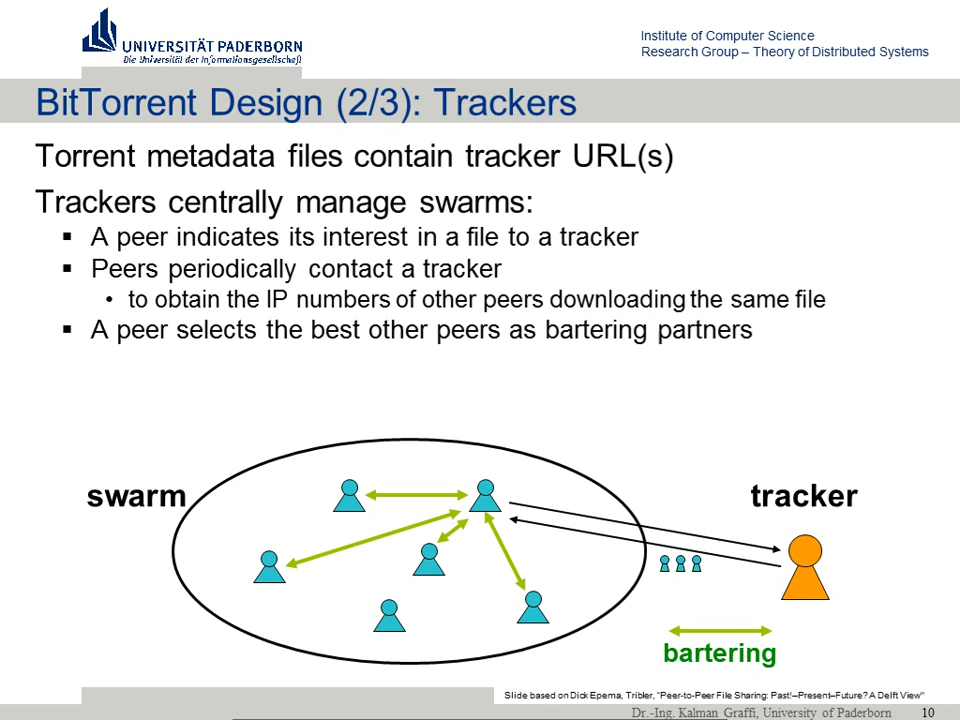 UNIVERSITÄT PADERBORN
Die Universität der Informationsgesellschaft
Institute of Computer Science
Research Group – Theory of Distributed Systems
BitTorrent Design (2/3): Trackers
Torrent metadata files contain tracker URL(s)
Trackers centrally manage swarms:
▪ A peer indicates its interest in a file to a tracker
▪ Peers periodically contact a tracker
• to obtain the IP numbers of other peers downloading the same file
▪ A peer selects the best other peers as bartering partners
swarm
tracker
bartering
Slide based on Dick Epema, Tribler, "Peer-to-Peer File Sharing: Past!–Present–Future? A Delft View"
Dr.-Ing. Kalman Graffi, University of Paderborn 10